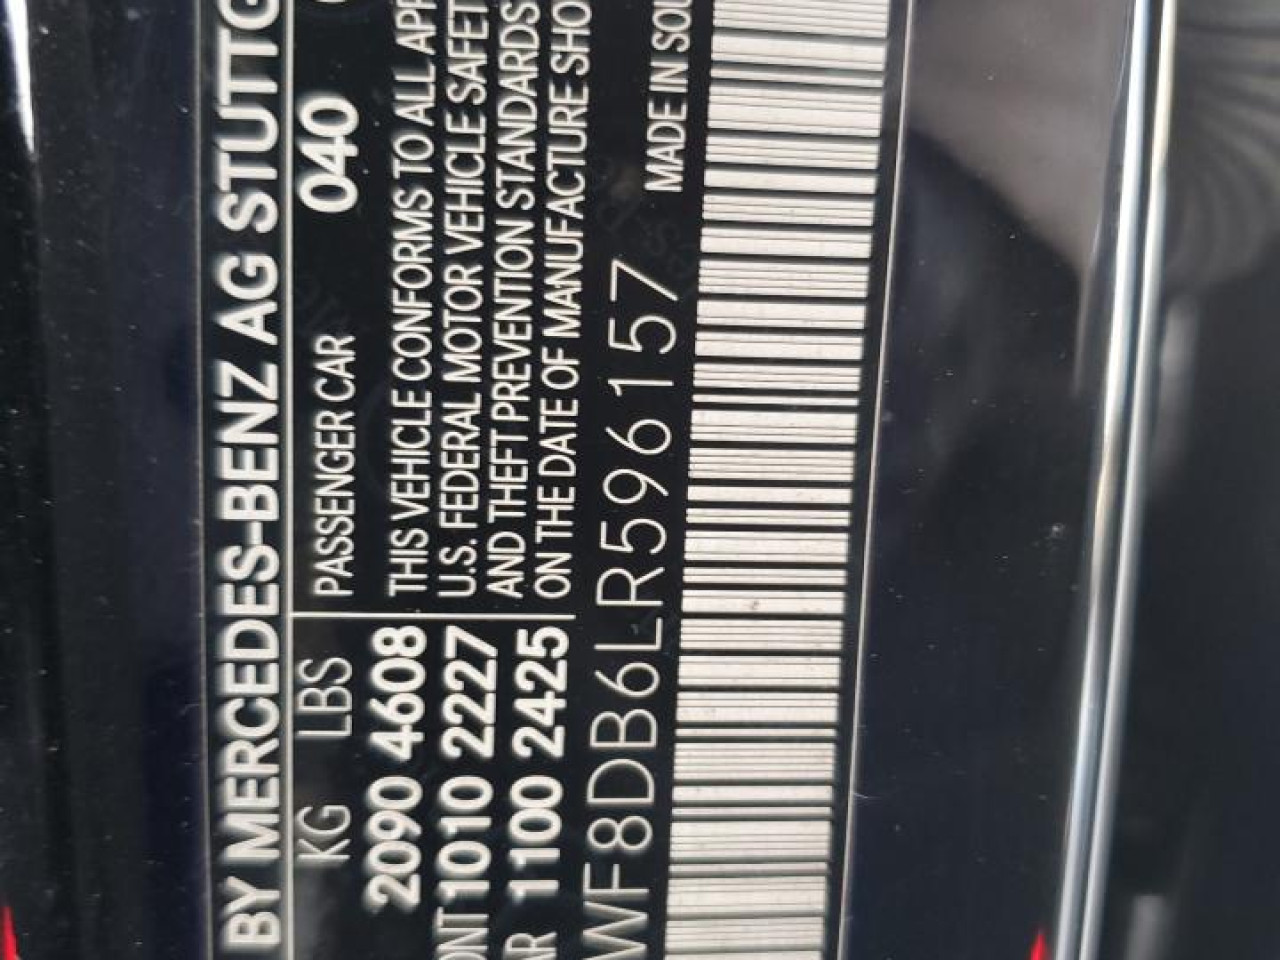 BY MERCEDES-BENZ AG STUTTG
KG LBS PASSENGER CAR 040
2090 4608 THIS VEHICLE CONFORMS TO ALL APP
ONT 1010 2227 U.S. FEDERAL MOTOR VEHICLE SAFET
AND THEFT PREVENTION STANDARDS
AR 1100 2425 ON THE DATE OF MANUFACTURE SHO
WF8DB6LR596157 MADE IN SOU